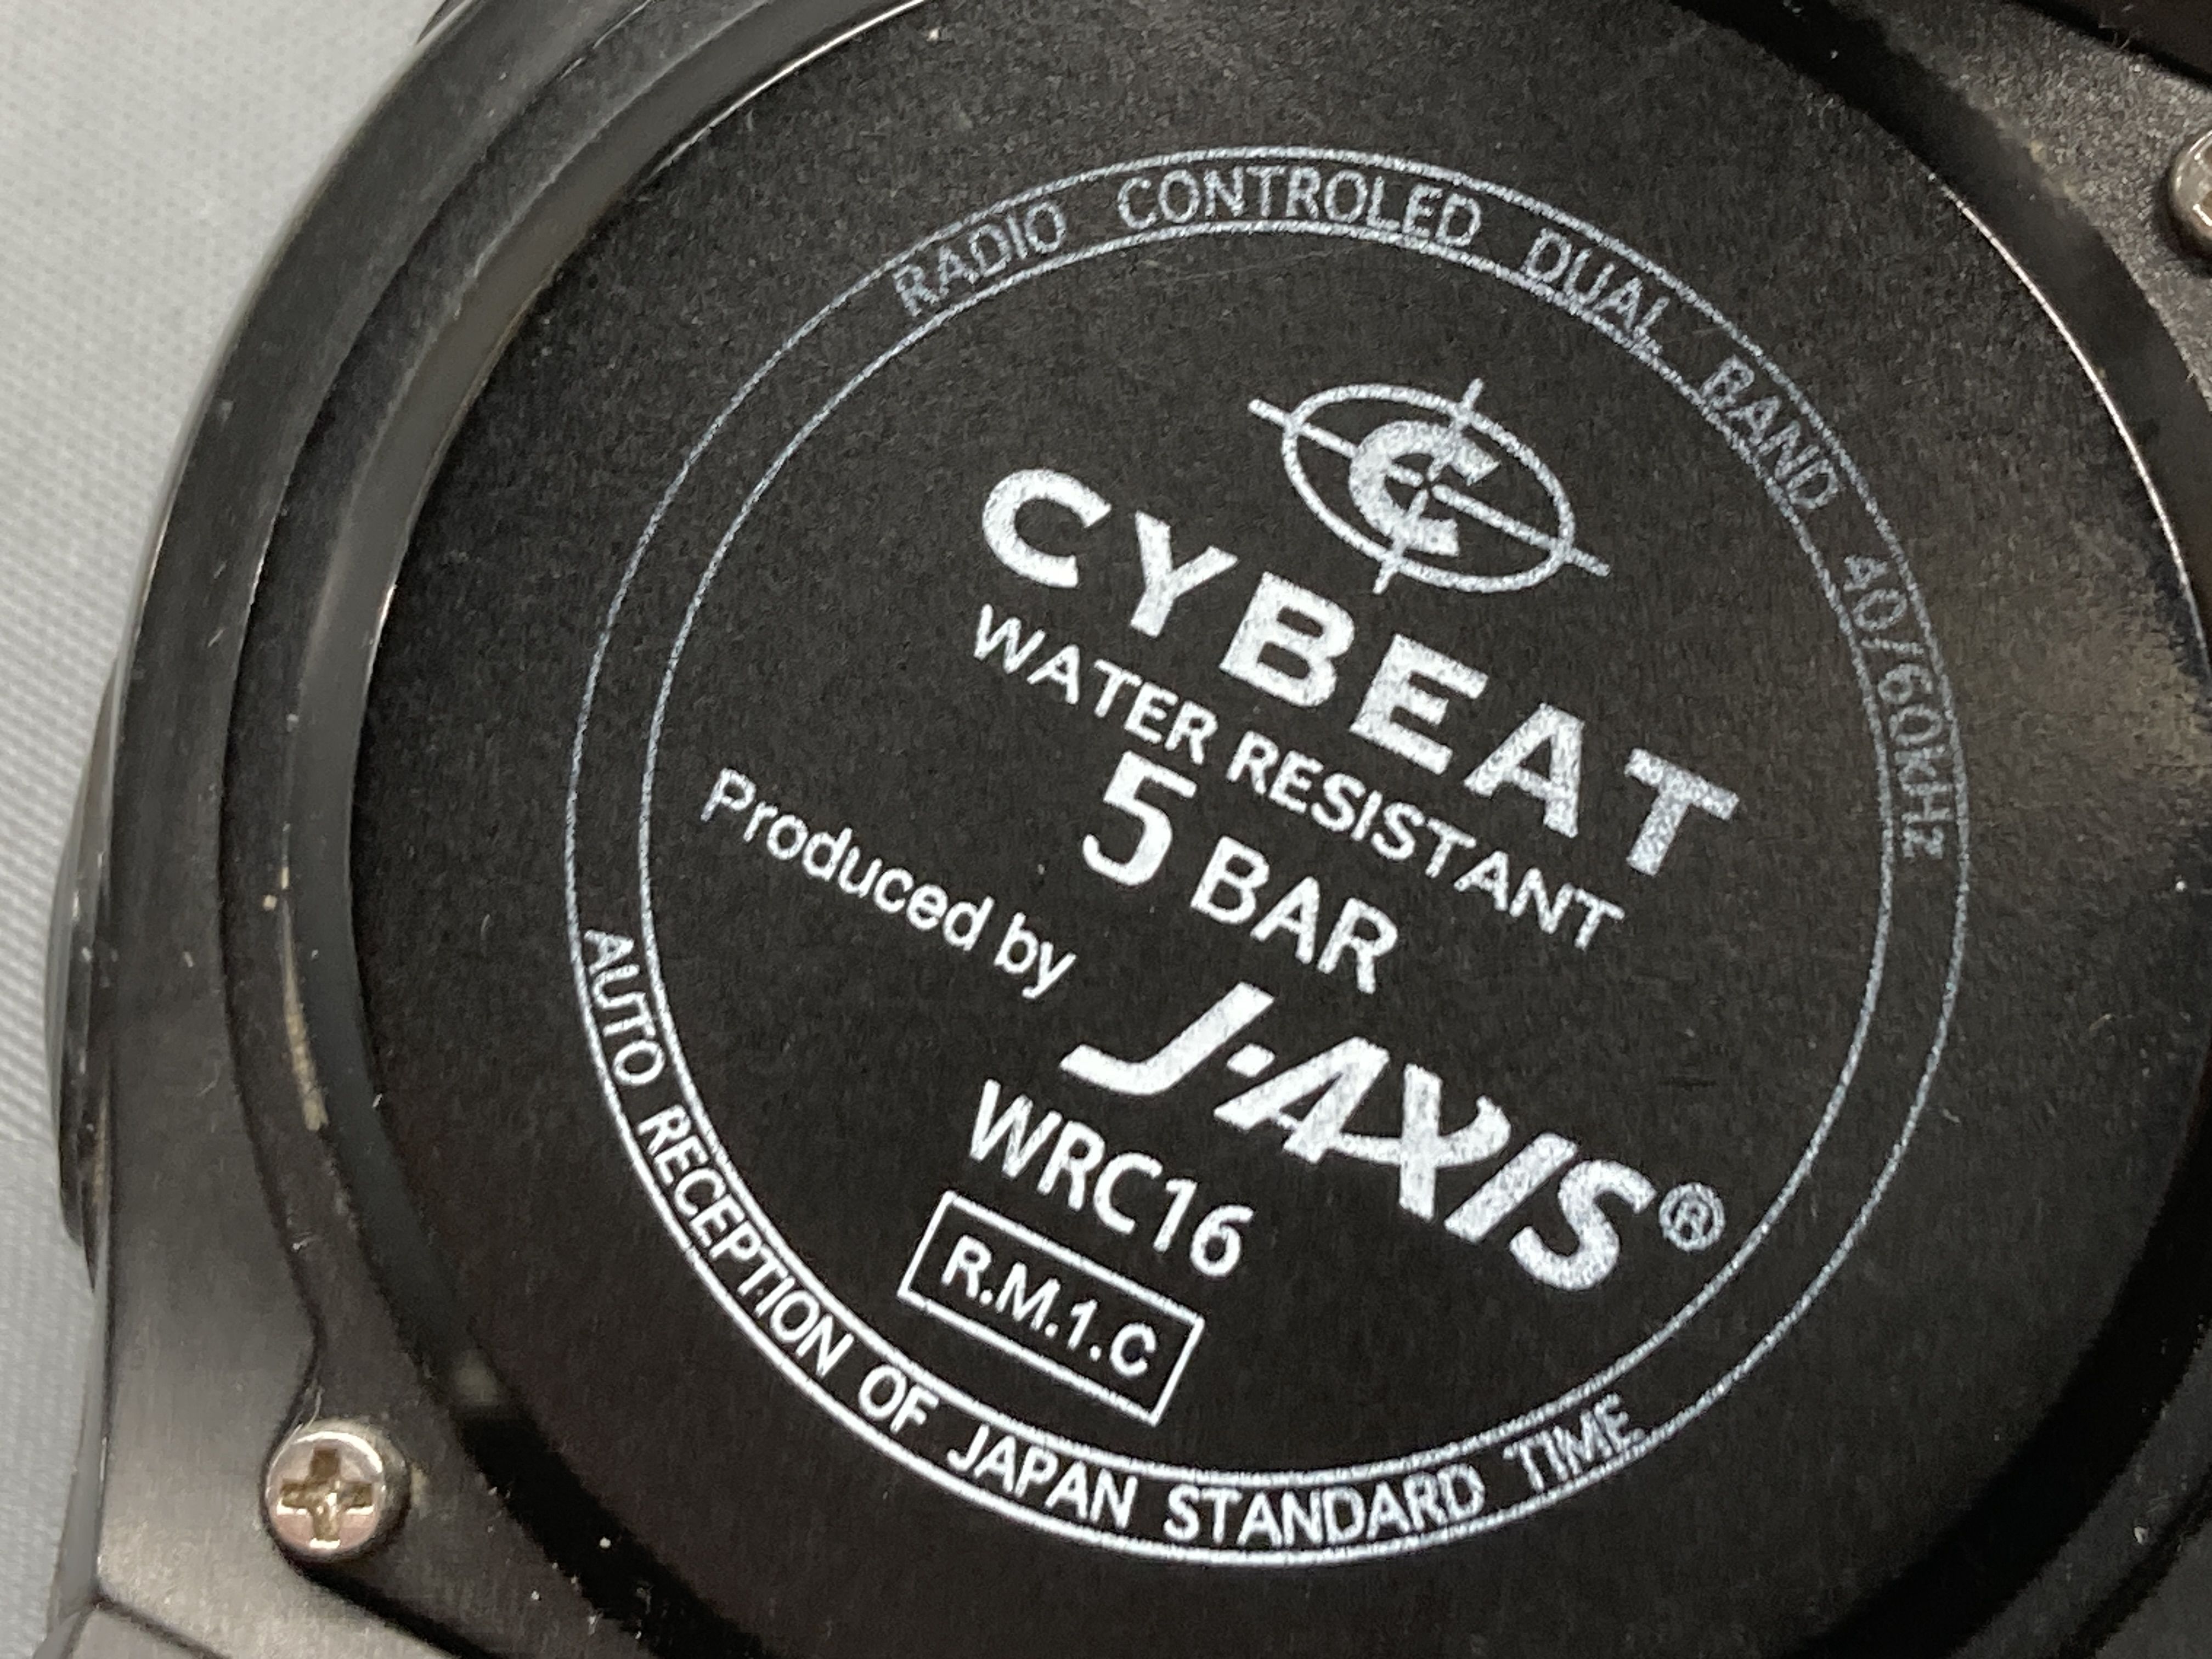 RADIO CONTROLED DUAL BAND 40/60kHz
C
CYBEAT
WATER RESISTANT
5 BAR
Produced by
J·AXIS®
WRC16
R.M.1.C
AUTO RECEPTION OF JAPAN STANDARD TIME